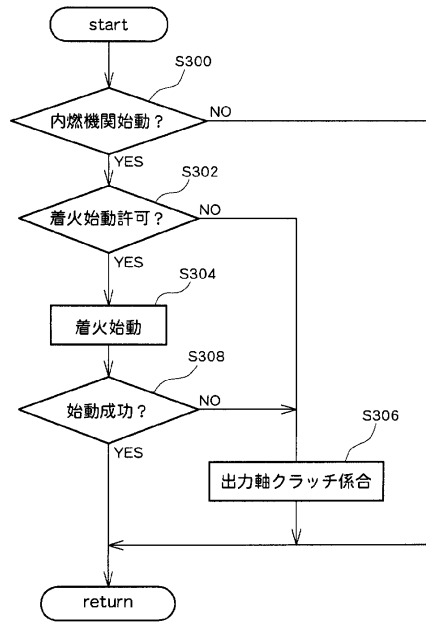 start
S300
内燃機関始動？
NO
YES
S302
着火始動許可？
NO
YES
S304
着火始動
S308
始動成功？
NO
YES
S306
出力軸クラッチ係合
return